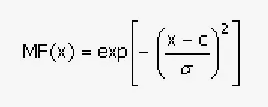 MF(x) = exp[-((x - c)/σ)²]